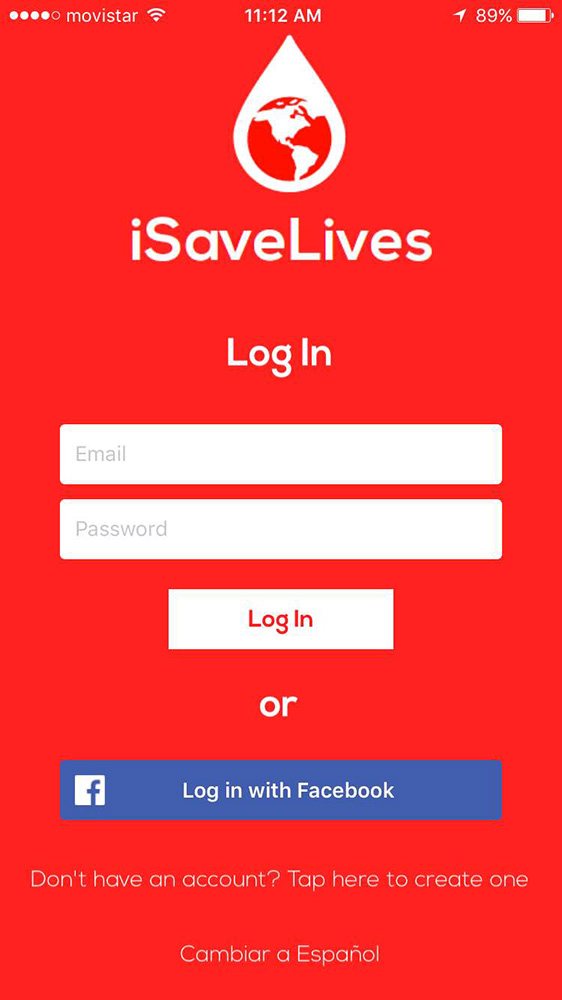 movistar 11:12 AM 89%
iSaveLives
Log In
Email
Password
Log In
or
Log in with Facebook
Don't have an account? Tap here to create one
Cambiar a Español